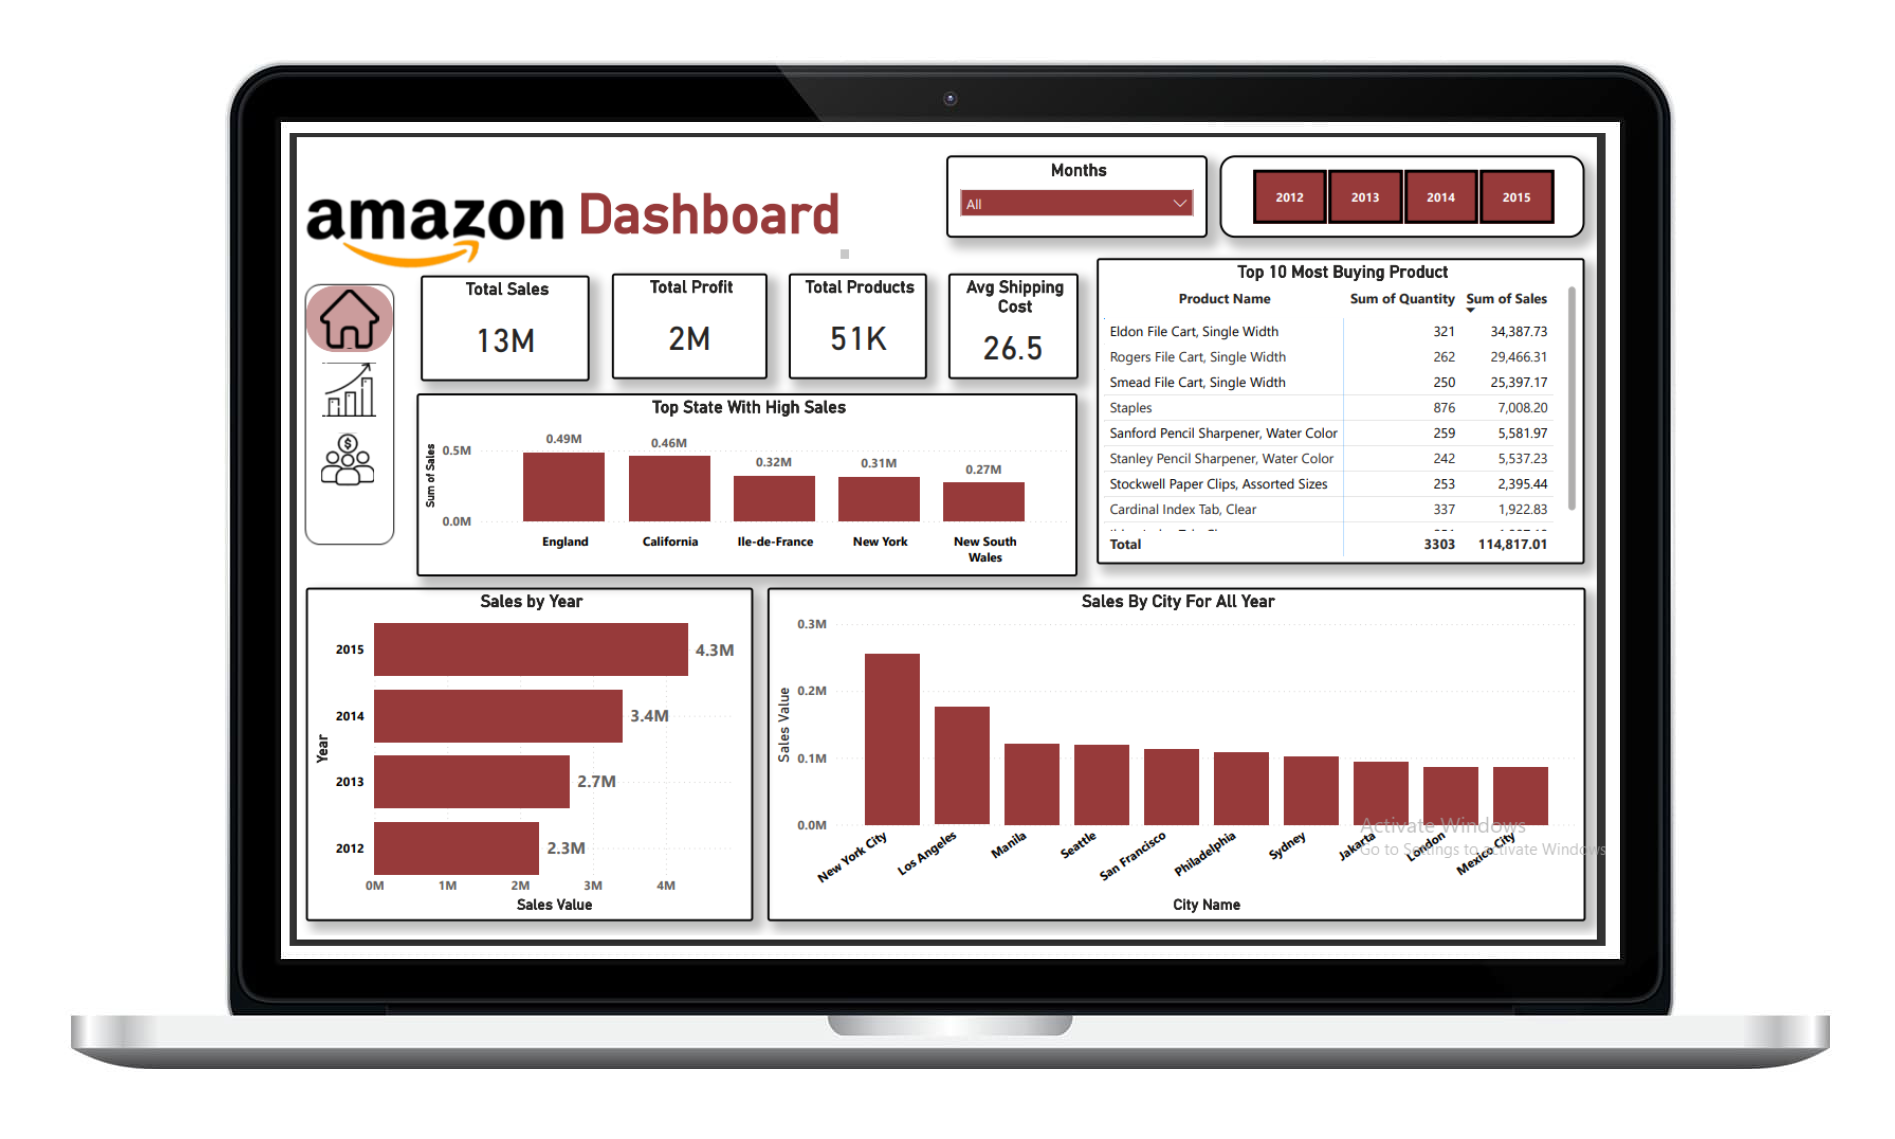 amazon Dashboard
Months
All
2012 2013 2014 2015
Total Sales
13M
Total Profit
2M
Total Products
51K
Avg Shipping
Cost
26.5
Top 10 Most Buying Product
Product Name Sum of Quantity Sum of Sales
Eldon File Cart, Single Width 321 34,387.73
Rogers File Cart, Single Width 262 29,466.31
Smead File Cart, Single Width 250 25,397.17
Staples 876 7,008.20
Sanford Pencil Sharpener, Water Color 259 5,581.97
Stanley Pencil Sharpener, Water Color 242 5,537.23
Stockwell Paper Clips, Assorted Sizes 253 2,395.44
Cardinal Index Tab, Clear 337 1,922.83
Total 3303 114,817.01
Top State With High Sales
Sum of Sales
0.5M
0.0M
0.49M
0.46M
0.32M
0.31M
0.27M
England
California
Ile-de-France
New York
New South
Wales
Sales by Year
Year
2015 4.3M
2014 3.4M
2013 2.7M
2012 2.3M
0M 1M 2M 3M 4M
Sales Value
Sales By City For All Year
Sales Value
0.3M
0.2M
0.1M
0.0M
New York City
Los Angeles
Manila
Seattle
San Francisco
Philadelphia
Sydney
Jakarta
London
Mexico City
City Name
Activate Windows
Go to Settings to activate Windows